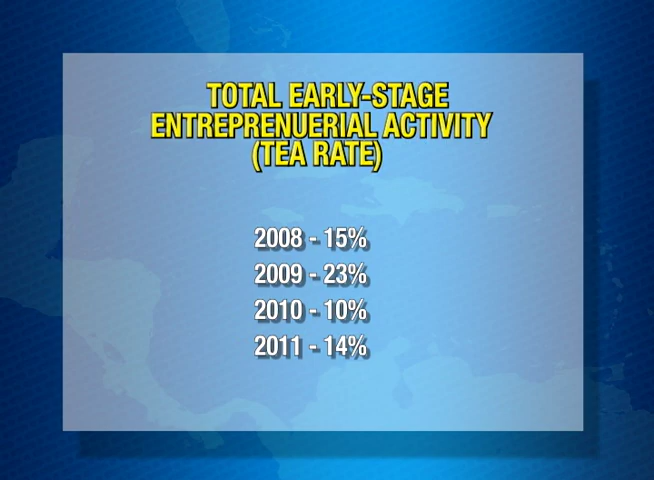 TOTAL EARLY-STAGE
ENTREPRENUERIAL ACTIVITY
(TEA RATE)
2008 - 15%
2009 - 23%
2010 - 10%
2011 - 14%